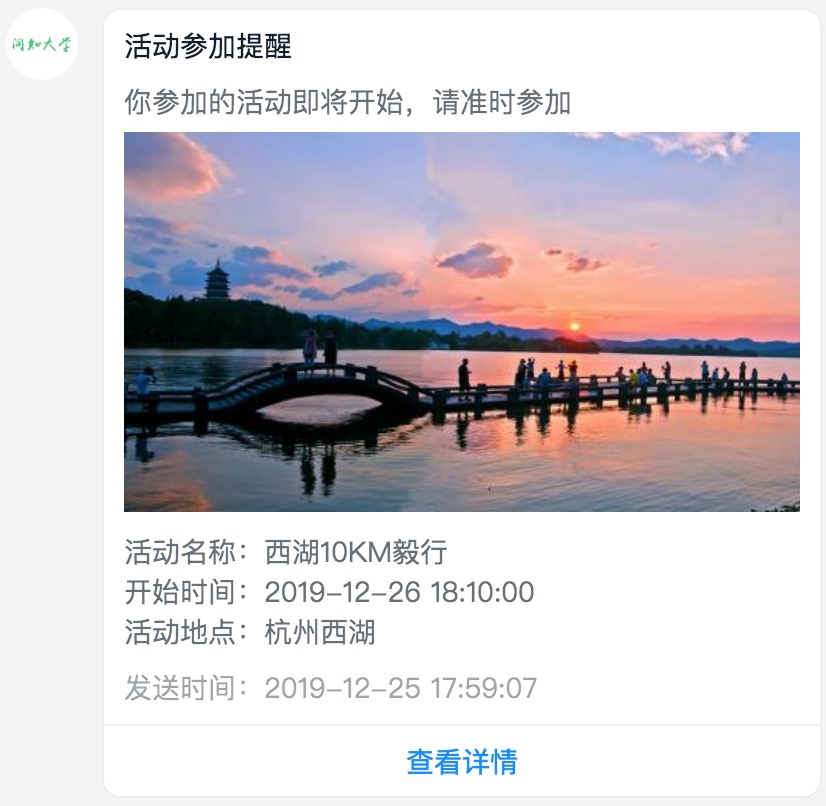 问知大学
活动参加提醒
你参加的活动即将开始，请准时参加
活动名称：西湖10KM毅行
开始时间：2019-12-26 18:10:00
活动地点：杭州西湖
发送时间：2019-12-25 17:59:07
查看详情